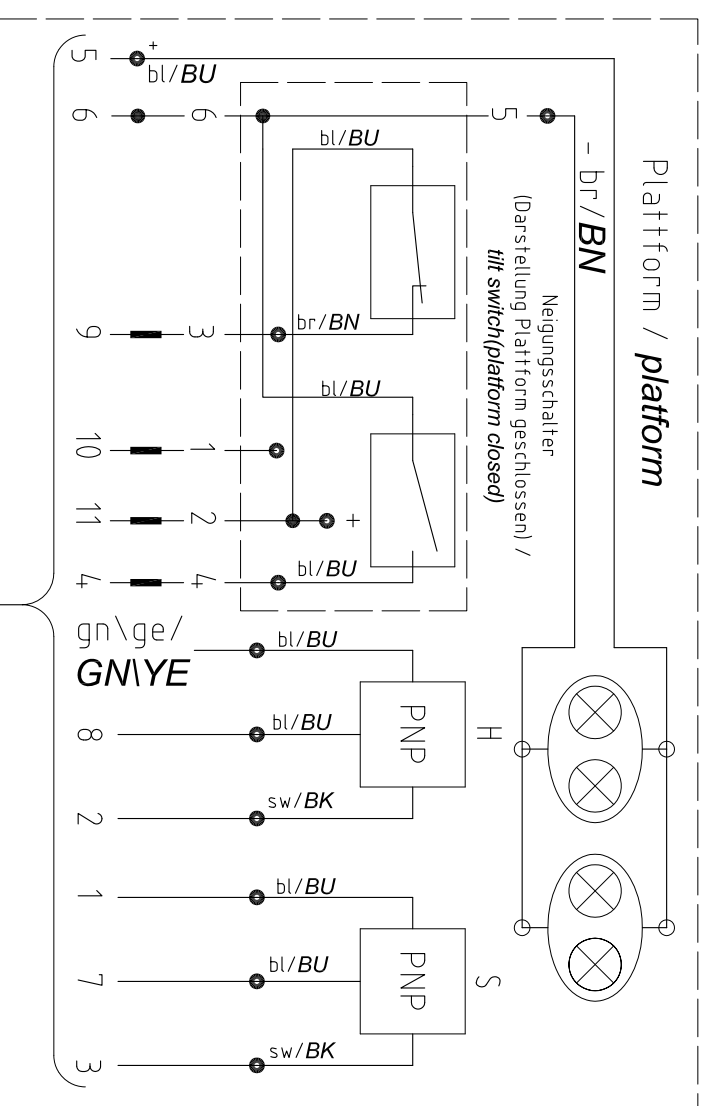 Plattform / platform
5
+
bl/BU
6
6
5
- br/BN
bl/BU
Neigungsschalter
(Darstellung Plattform geschlossen) /
tilt switch(platform closed)
9
3
br/BN
bl/BU
10
1
11
2
+
4
4
bl/BU
gn\ge/
GN\YE
bl/BU
PNP
H
8
bl/BU
2
sw/BK
1
bl/BU
PNP
S
7
bl/BU
3
sw/BK